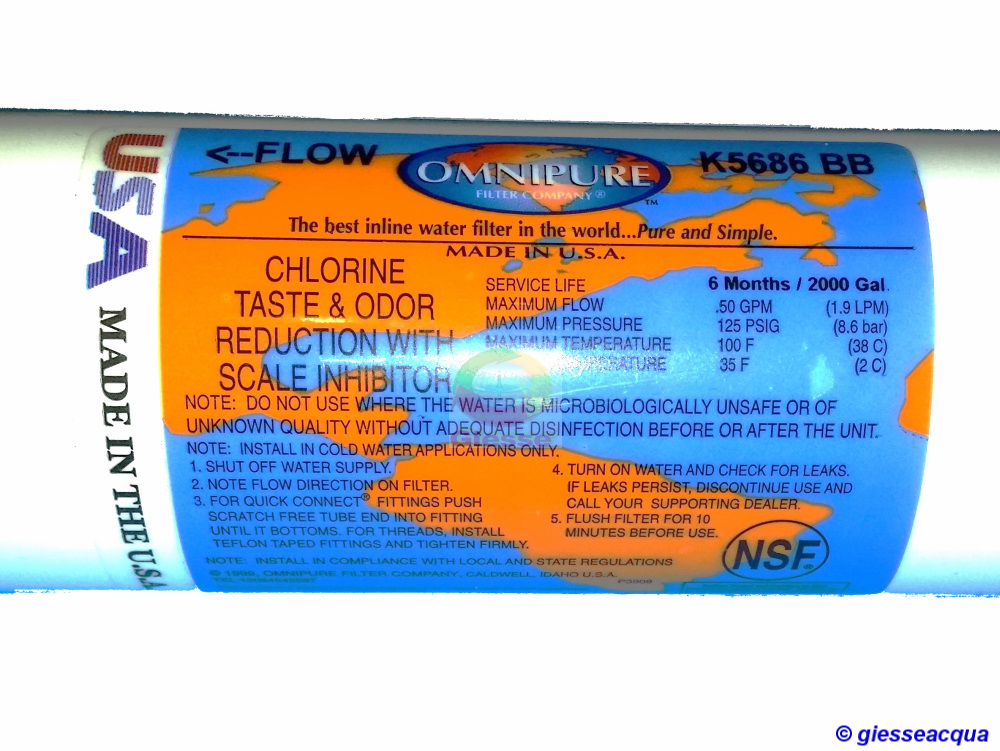 USA MADE IN THE U.S.A.
<--FLOW
OMNIPURE
FILTER COMPANY®
™
K5686 BB
The best inline water filter in the world...Pure and Simple.
MADE IN U.S.A.
CHLORINE
TASTE & ODOR
REDUCTION WITH
SCALE INHIBITOR
SERVICE LIFE 6 Months / 2000 Gal.
MAXIMUM FLOW .50 GPM (1.9 LPM)
MAXIMUM PRESSURE 125 PSIG (8.6 bar)
MAXIMUM TEMPERATURE 100 F (38 C)
35 F (2 C)
NOTE: DO NOT USE WHERE THE WATER IS MICROBIOLOGICALLY UNSAFE OR OF
UNKNOWN QUALITY WITHOUT ADEQUATE DISINFECTION BEFORE OR AFTER THE UNIT.
Giesse
NOTE: INSTALL IN COLD WATER APPLICATIONS ONLY.
1. SHUT OFF WATER SUPPLY.
2. NOTE FLOW DIRECTION ON FILTER.
3. FOR QUICK CONNECT® FITTINGS PUSH
SCRATCH FREE TUBE END INTO FITTING
UNTIL IT BOTTOMS. FOR THREADS, INSTALL
TEFLON TAPED FITTINGS AND TIGHTEN FIRMLY.
4. TURN ON WATER AND CHECK FOR LEAKS.
IF LEAKS PERSIST, DISCONTINUE USE AND
CALL YOUR SUPPORTING DEALER.
5. FLUSH FILTER FOR 10
MINUTES BEFORE USE.
NSF.
NOTE: INSTALL IN COMPLIANCE WITH LOCAL AND STATE REGULATIONS
© 1999, OMNIPURE FILTER COMPANY, CALDWELL, IDAHO U.S.A.
© giesseacqua